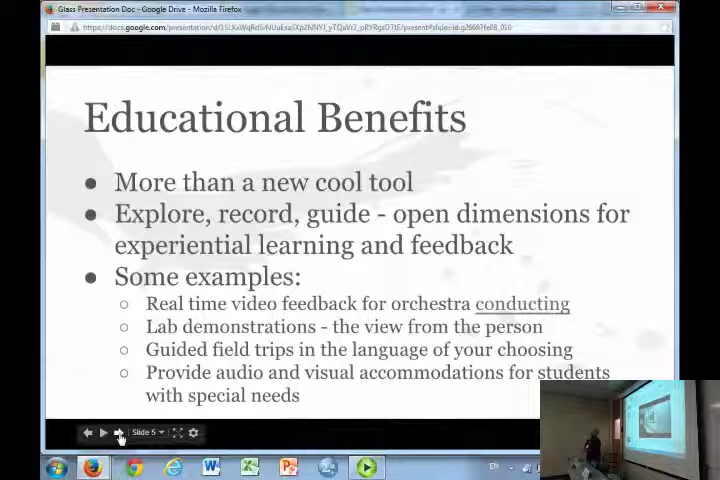 Glass Presentation Doc - Google Drive - Mozilla Firefox
Educational Benefits
● More than a new cool tool
● Explore, record, guide - open dimensions for
experiential learning and feedback
● Some examples:
○ Real time video feedback for orchestra conducting
○ Lab demonstrations - the view from the person
○ Guided field trips in the language of your choosing
○ Provide audio and visual accommodations for students
with special needs
Slide 5
EN